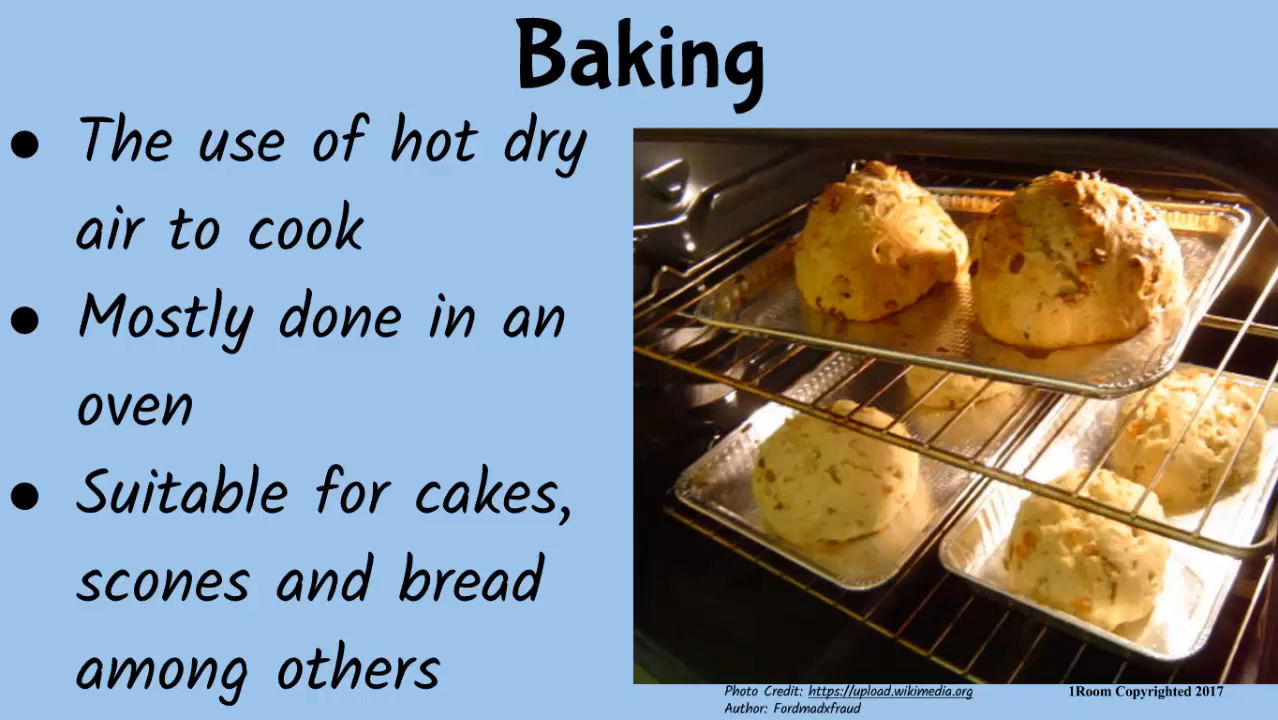 Baking
● The use of hot dry
air to cook
● Mostly done in an
oven
● Suitable for cakes,
scones and bread
among others
Photo Credit: https://upload.wikimedia.org
Author: Fordmadxfraud
1Room Copyrighted 2017